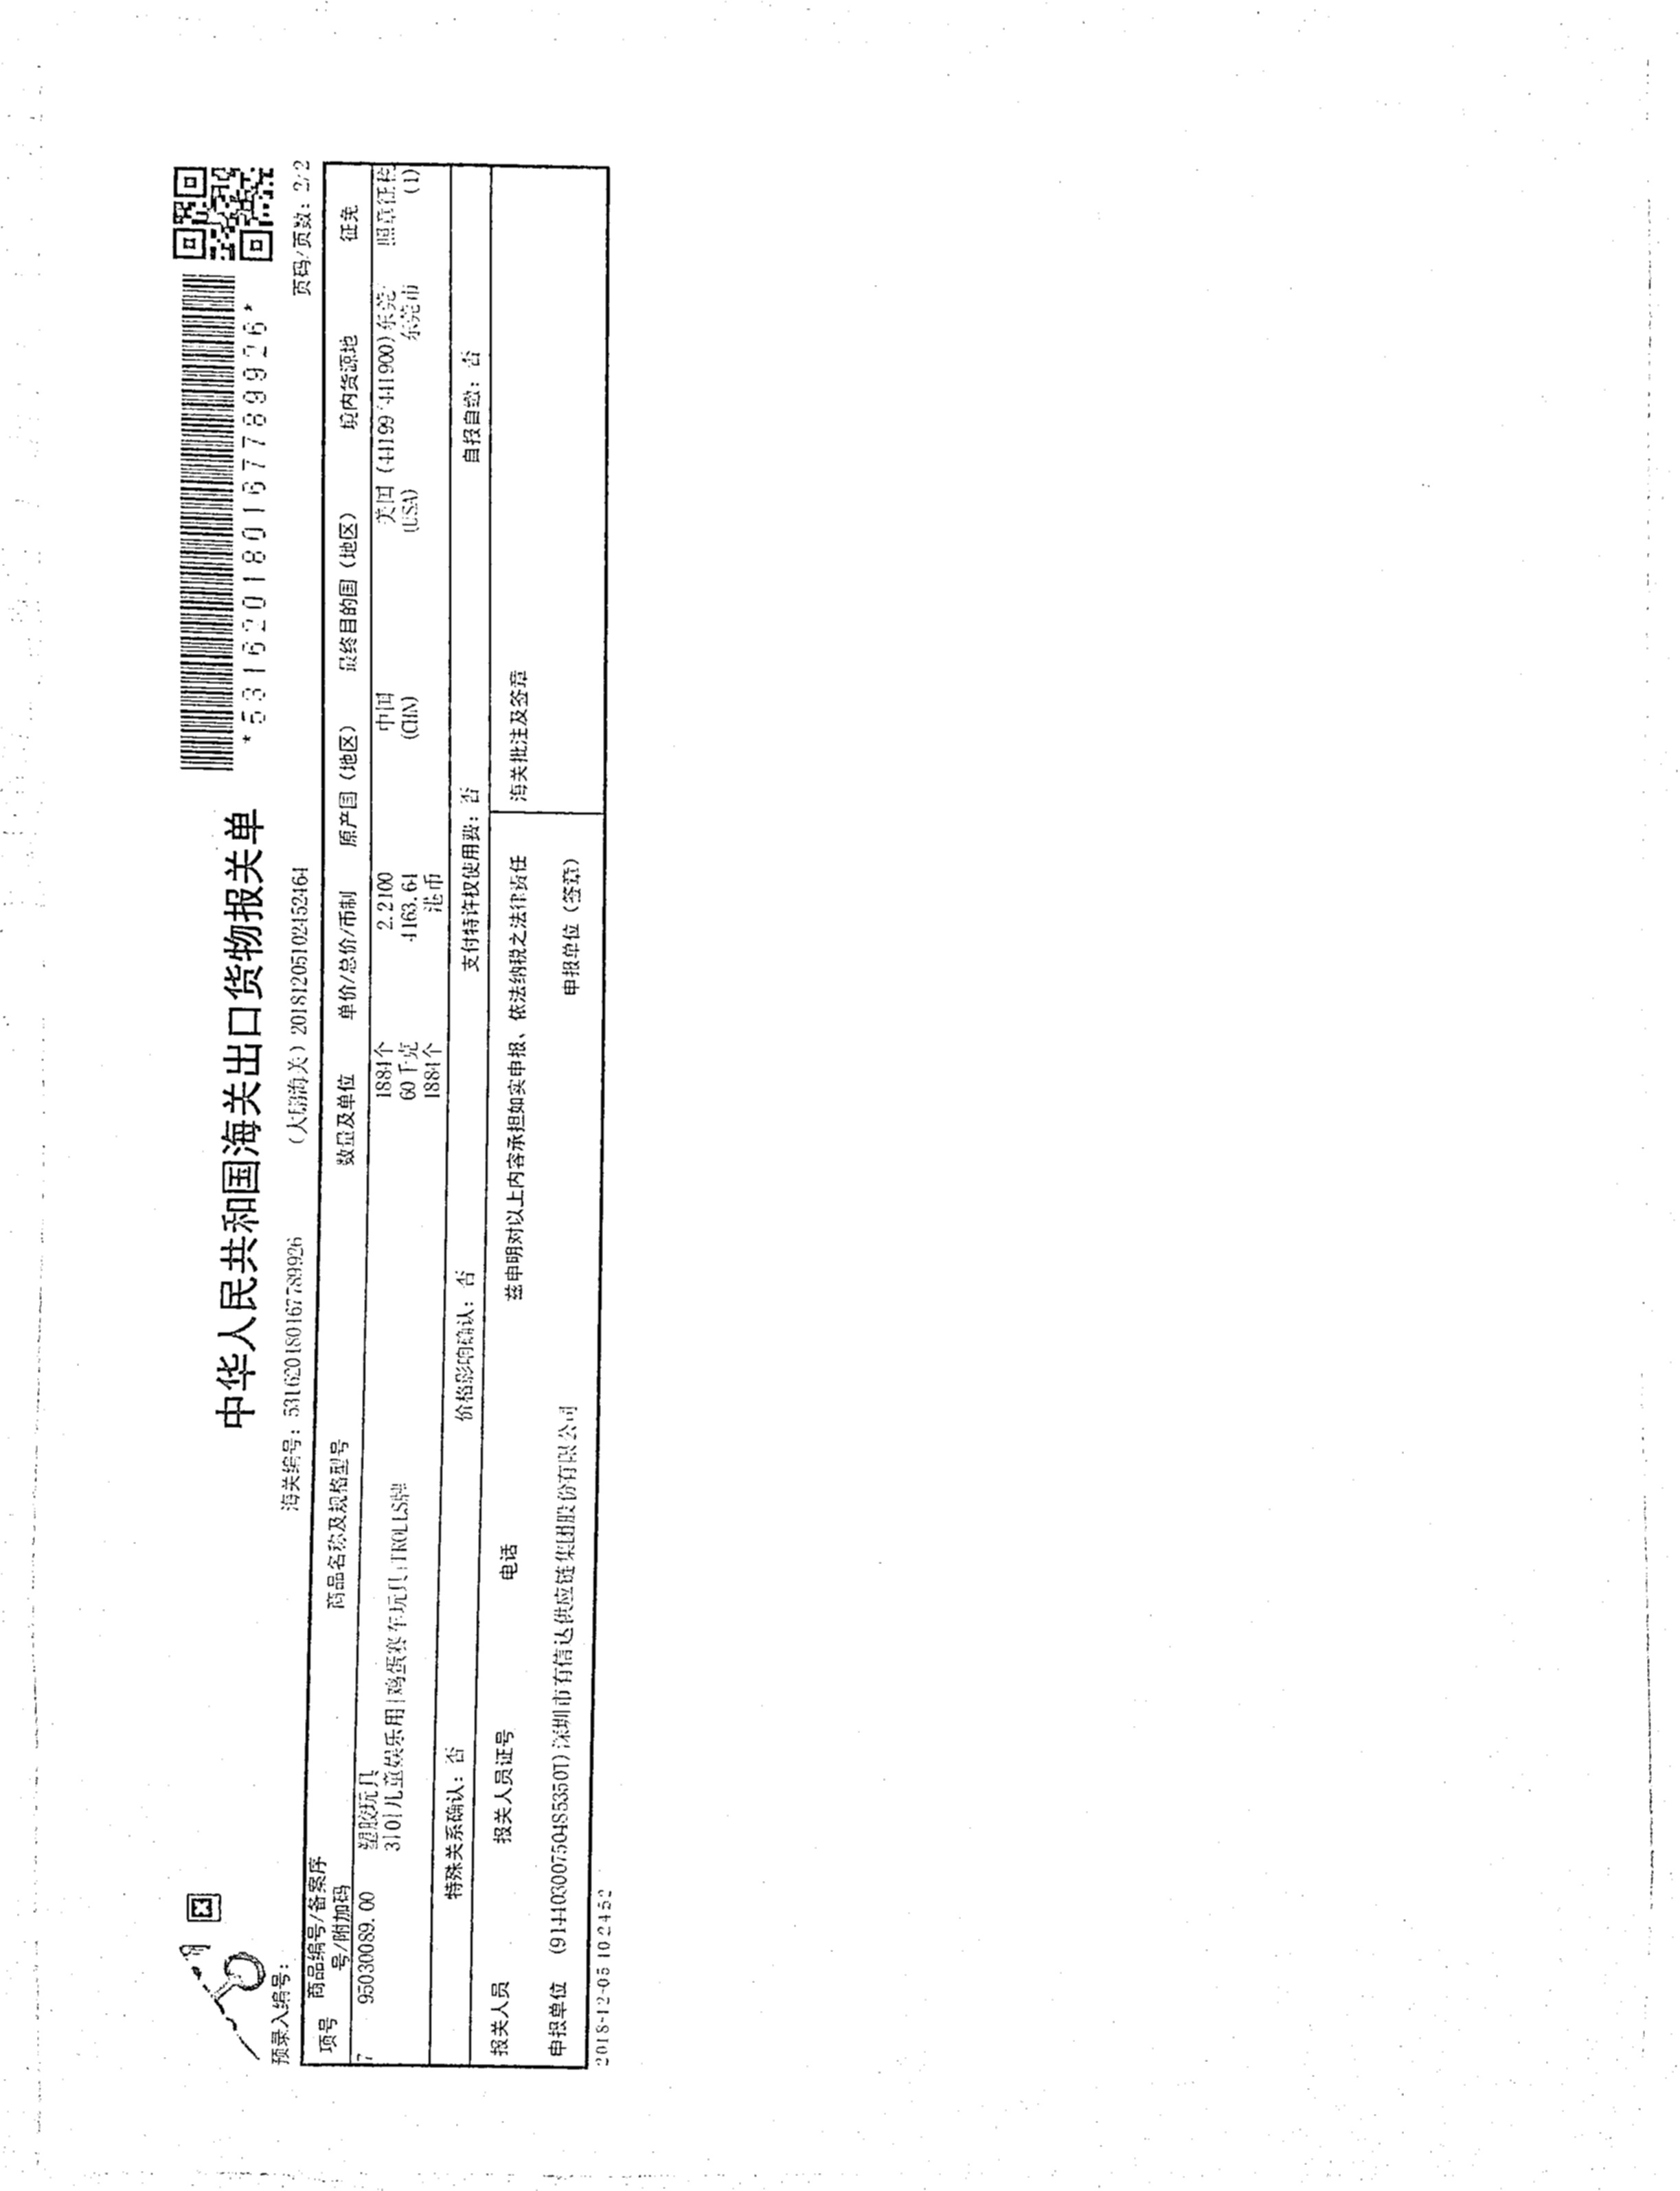 中华人民共和国海关出口货物报关单
*531620180167789926*
预录入编号：
海关编号：531620180167789926
（大鹏海关）20181205102452464
页码/页数：2/2
项号 商品编号/备案序号/附加码 商品名称及规格型号 数量及单位 单价/总价/币制 原产国（地区） 最终目的国（地区） 境内货源地 征免
7 95030089.00 塑胶玩具 1884个 2.2100 中国 美国 (44199/441900)东莞/ 照章征税
3|0|儿童娱乐用|鸡蛋赛车玩具|TROLLS牌 60千克 4163.64 (CHN) (USA) 东莞市 (1)
1884个 港币
特殊关系确认：否 价格影响确认：否 支付特许权使用费：否 自报自缴：否
报关人员 报关人员证号 电话 兹申明对以上内容承担如实申报、依法纳税之法律责任 海关批注及签章
申报单位 (91440300750485350T)深圳市有信达供应链集团股份有限公司 申报单位（签章）
2018-12-05 10:24:52